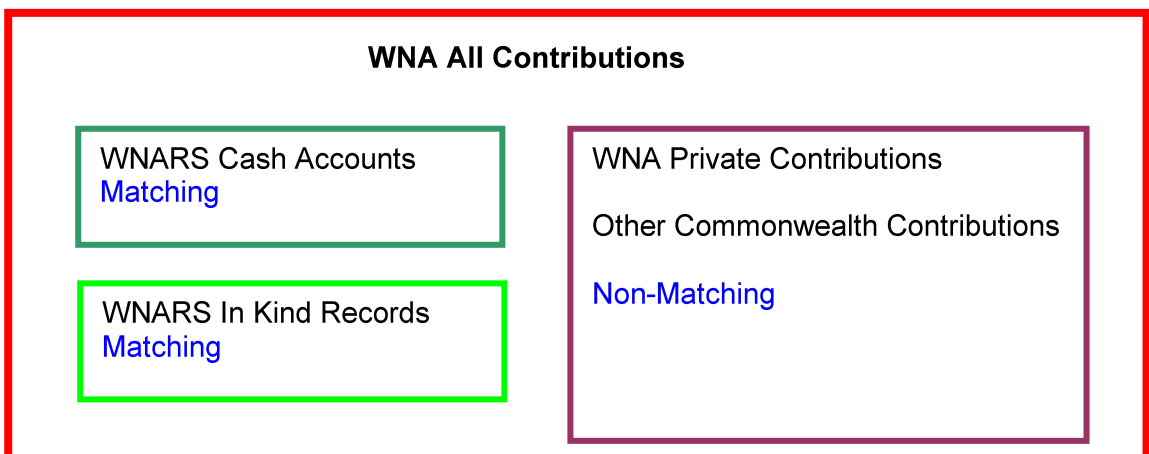 WNA All Contributions
WNARS Cash Accounts
Matching
WNARS In Kind Records
Matching
WNA Private Contributions
Other Commonwealth Contributions
Non-Matching